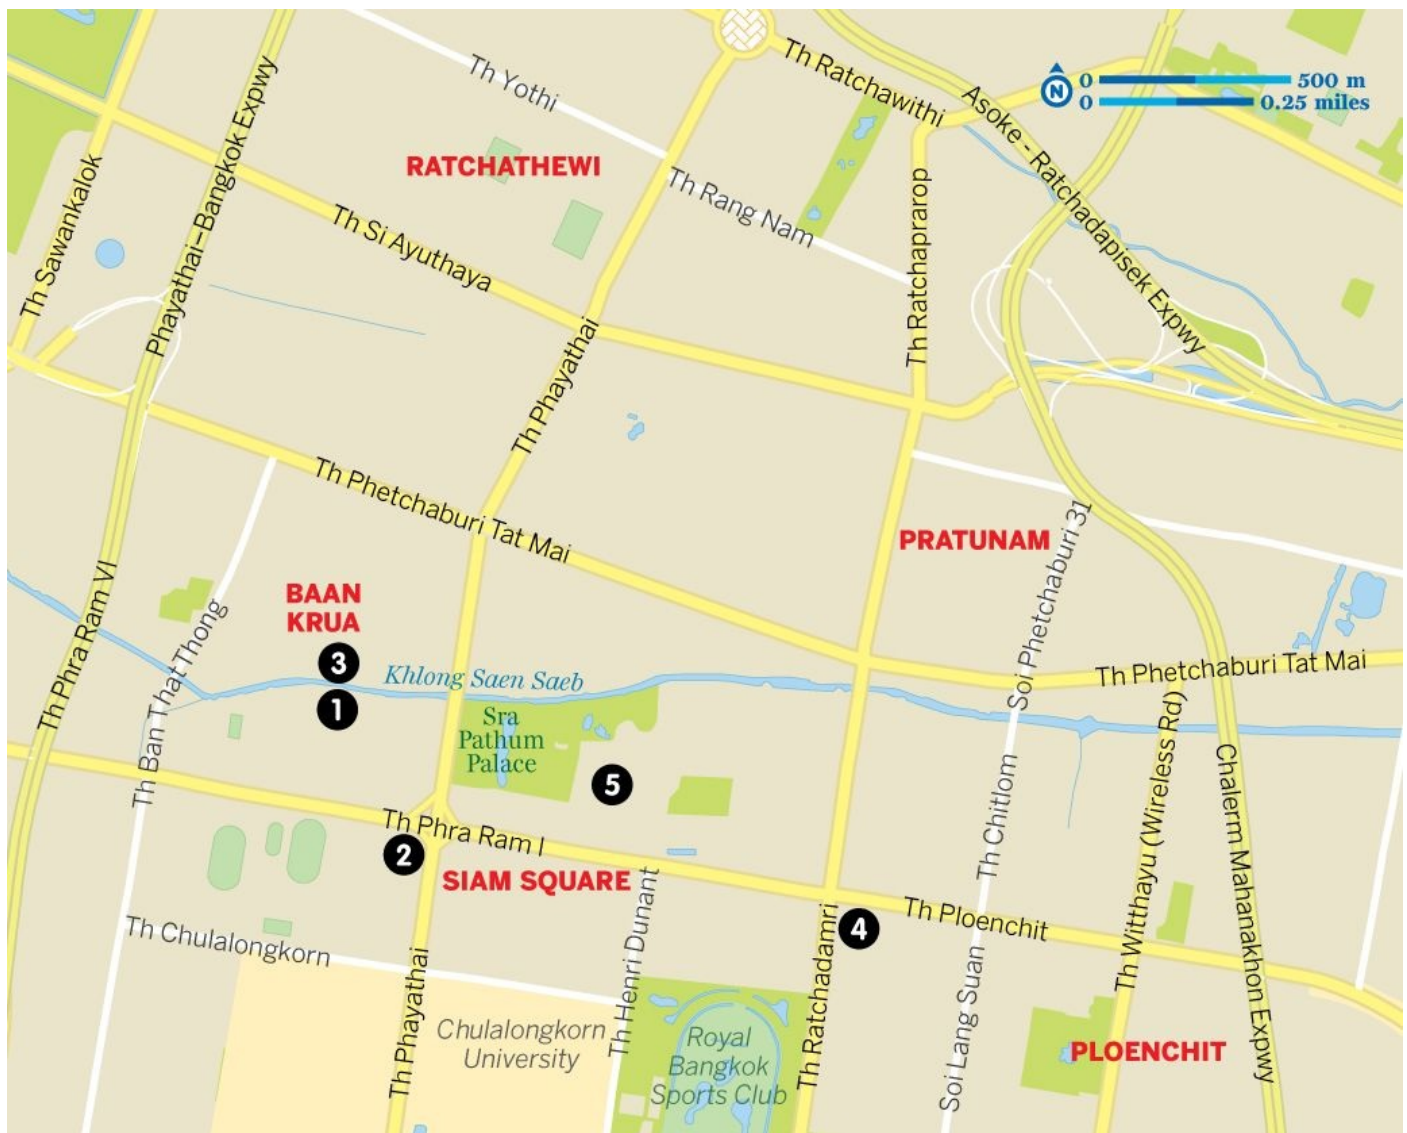 Th Yothi
Th Ratchawithi
0 500 m
N
0 0.25 miles
Asoke - Ratchadapisek Expwy
Phayathai–Bangkok Expwy
RATCHATHEWI
Th Sawankalok
Th Rang Nam
Th Ratchaprarop
Th Si Ayuthaya
Th Phayathai
Th Phetchaburi Tat Mai
PRATUNAM
Soi Phetchaburi 31
BAAN
KRUA
Th Phra Ram VI
Th Ban That Thong
3
Khlong Saen Saeb
Th Phetchaburi Tat Mai
1
Sra
Pathum
Palace
5
Th Witthayu (Wireless Rd)
Chalerm Mahanakhon Expwy
Th Chitlom
Th Phra Ram I
2
SIAM SQUARE
Th Henri Dunant
4
Th Ploenchit
Th Chulalongkorn
Th Phayathai
Th Ratchadamri
Soi Lang Suan
Chulalongkorn
University
Royal
Bangkok
Sports Club
PLOENCHIT